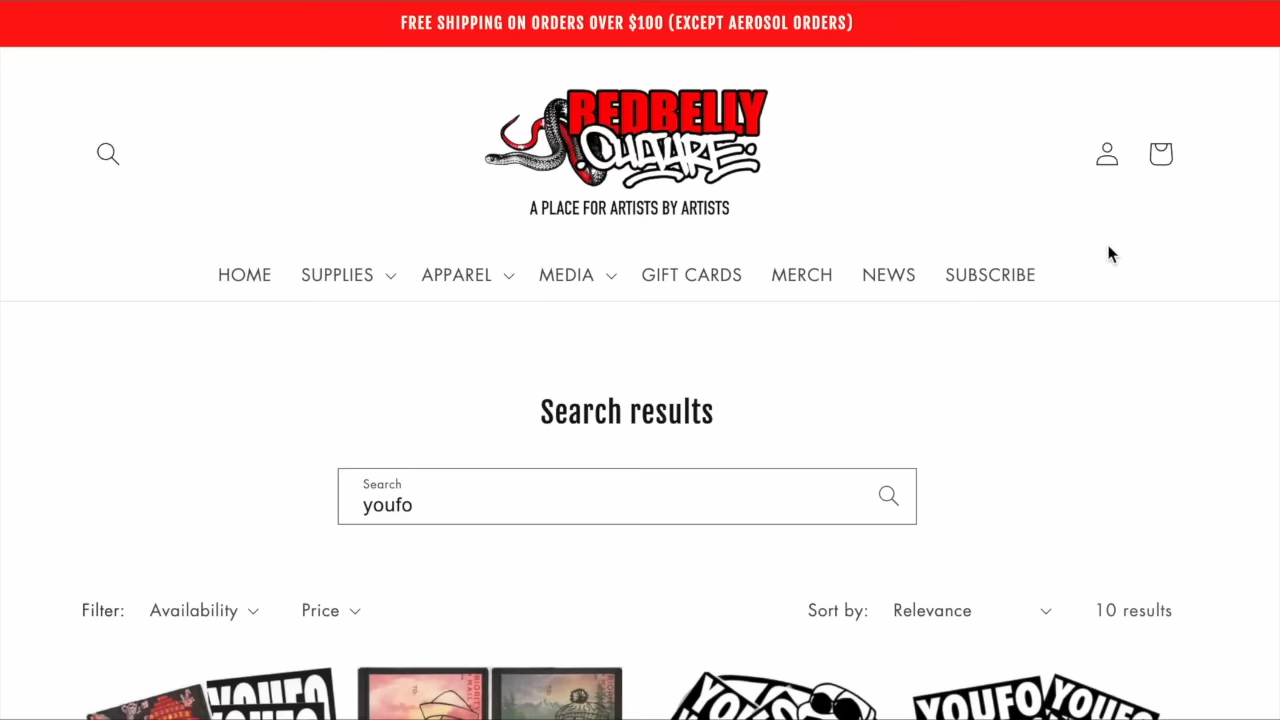 FREE SHIPPING ON ORDERS OVER $100 (EXCEPT AEROSOL ORDERS)
REDBELLY
CULTURE
A PLACE FOR ARTISTS BY ARTISTS
HOME SUPPLIES APPAREL MEDIA GIFT CARDS MERCH NEWS SUBSCRIBE
Search results
Search
youfo
Filter: Availability Price Sort by: Relevance 10 results
YOUFO
YOUFO YOUFO